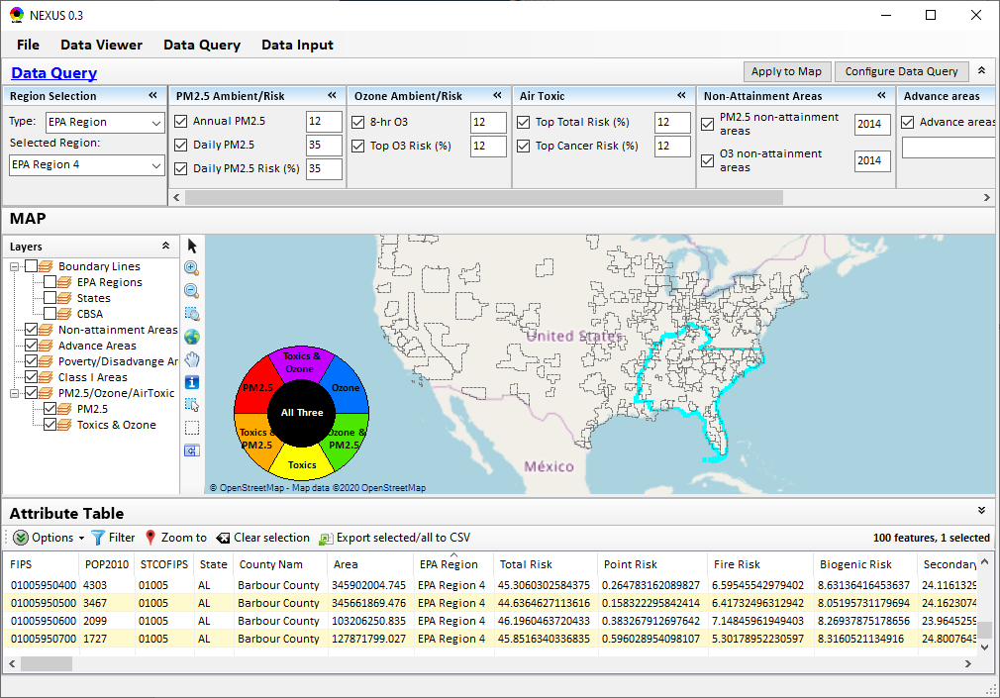 NEXUS 0.3
File Data Viewer Data Query Data Input
Data Query
Apply to Map Configure Data Query
Region Selection
Type: EPA Region
Selected Region:
EPA Region 4
PM2.5 Ambient/Risk
Annual PM2.5 12
Daily PM2.5 35
Daily PM2.5 Risk (%) 35
Ozone Ambient/Risk
8-hr O3 12
Top O3 Risk (%) 12
Air Toxic
Top Total Risk (%) 12
Top Cancer Risk (%) 12
Non-Attainment Areas
PM2.5 non-attainment
areas 2014
O3 non-attainment
areas 2014
Advance areas
Advance areas
MAP
Layers
Boundary Lines
EPA Regions
States
CBSA
Non-attainment Areas
Advance Areas
Poverty/Disadvange Ar
Class I Areas
PM2.5/Ozone/AirToxic
PM2.5
Toxics & Ozone
United States
México
Toxics &
Ozone
PM2.5
Ozone
All Three
Toxics &
PM2.5
Ozone &
PM2.5
Toxics
© OpenStreetMap - Map data ©2020 OpenStreetMap
Attribute Table
Options Filter Zoom to Clear selection Export selected/all to CSV 100 features, 1 selected
FIPS POP2010 STCOFIPS State County Nam Area EPA Region Total Risk Point Risk Fire Risk Biogenic Risk Secondary
01005950400 4303 01005 AL Barbour County 345902004.745 EPA Region 4 45.3060302584375 0.264783162089827 6.59545542979402 8.63136416453637 24.1161329
01005950500 3467 01005 AL Barbour County 345661869.476 EPA Region 4 44.6364627113616 0.158322295842414 6.41732496312942 8.05195731179694 24.1623074
01005950600 2099 01005 AL Barbour County 103206250.835 EPA Region 4 46.1960463720433 0.383267912697642 7.14845961949403 8.26937875178656 23.9645259
01005950700 1727 01005 AL Barbour County 127871799.027 EPA Region 4 45.8516340336835 0.596028954098107 5.30178952230597 8.3160521134916 24.8007643